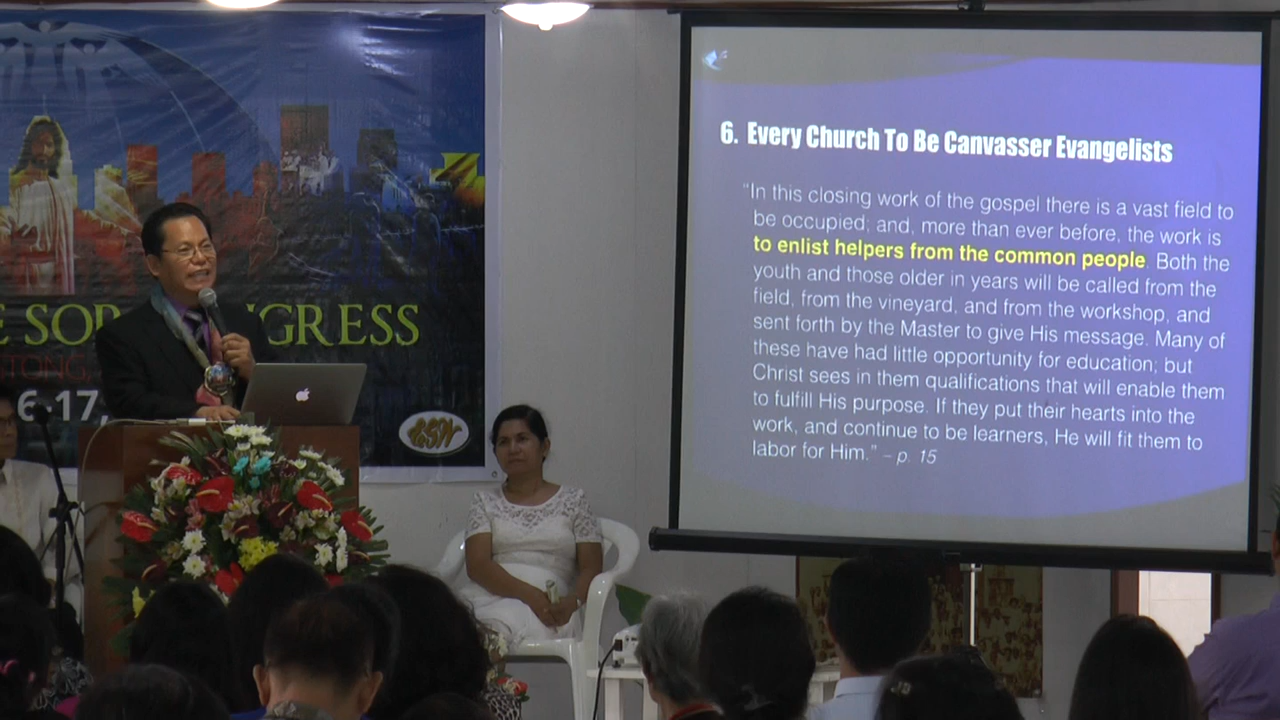 E SOP NGRESS
6-17,
6. Every Church To Be Canvasser Evangelists
“In this closing work of the gospel there is a vast field to
be occupied; and, more than ever before, the work is
to enlist helpers from the common people. Both the
youth and those older in years will be called from the
field, from the vineyard, and from the workshop, and
sent forth by the Master to give His message. Many of
these have had little opportunity for education; but
Christ sees in them qualifications that will enable them
to fulfill His purpose. If they put their hearts into the
work, and continue to be learners, He will fit them to
labor for Him.” – p. 15